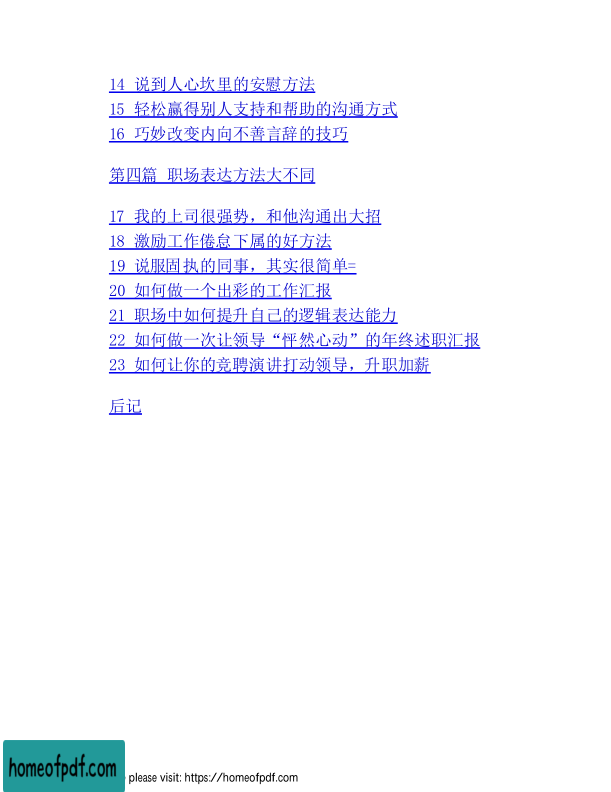 14 说到人心坎里的安慰方法
15 轻松赢得别人支持和帮助的沟通方式
16 巧妙改变内向不善言辞的技巧
第四篇 职场表达方法大不同
17 我的上司很强势，和他沟通出大招
18 激励工作倦怠下属的好方法
19 说服固执的同事，其实很简单=
20 如何做一个出彩的工作汇报
21 职场中如何提升自己的逻辑表达能力
22 如何做一次让领导“怦然心动”的年终述职汇报
23 如何让你的竞聘演讲打动领导，升职加薪
后记
homeofpdf.com
please visit: https://homeofpdf.com